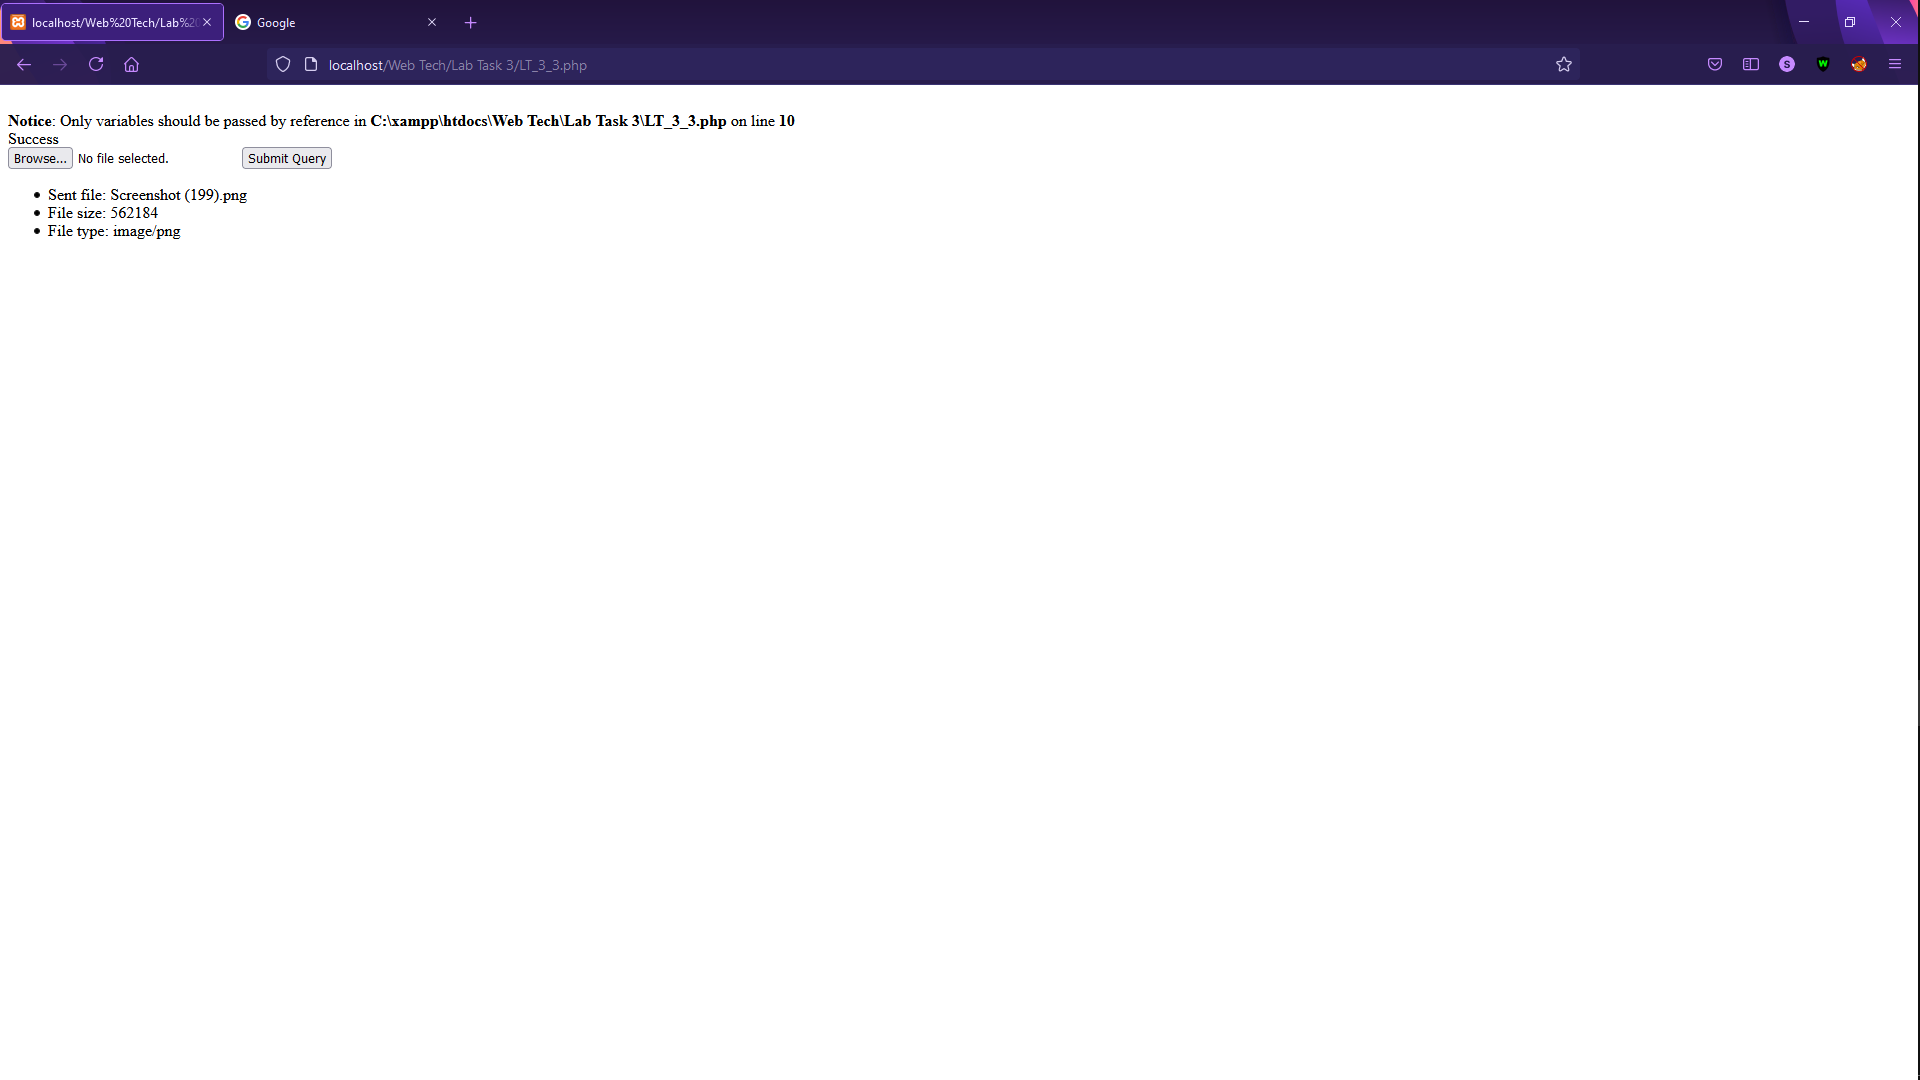 localhost/Web%20Tech/Lab%20
Google
localhost/Web Tech/Lab Task 3/LT_3_3.php
S
W
Notice: Only variables should be passed by reference in C:\xampp\htdocs\Web Tech\Lab Task 3\LT_3_3.php on line 10
Success
Browse... No file selected. Submit Query
• Sent file: Screenshot (199).png
• File size: 562184
• File type: image/png